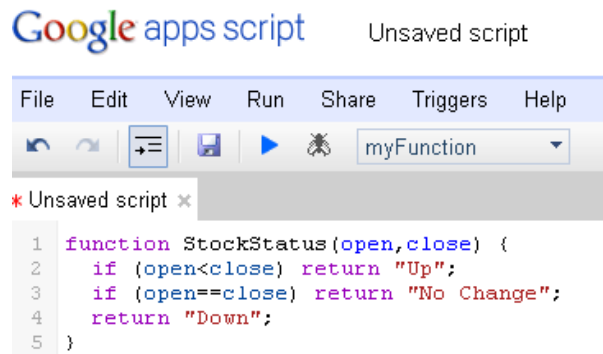 Google apps script Unsaved script
File Edit View Run Share Triggers Help
myFunction
* Unsaved script ×
1 function StockStatus(open,close) {
2   if (open<close) return "Up";
3   if (open==close) return "No Change";
4   return "Down";
5 }